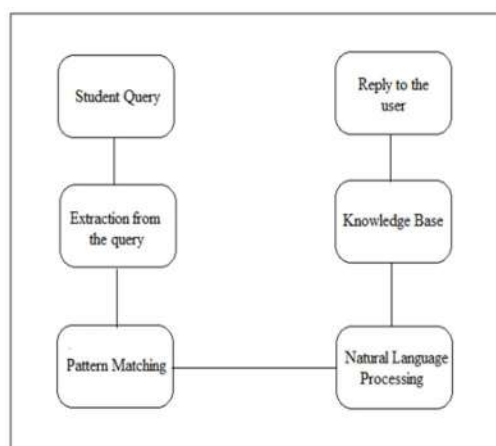 Student Query
Extraction from
the query
Pattern Matching
Natural Language
Processing
Knowledge Base
Reply to the
user